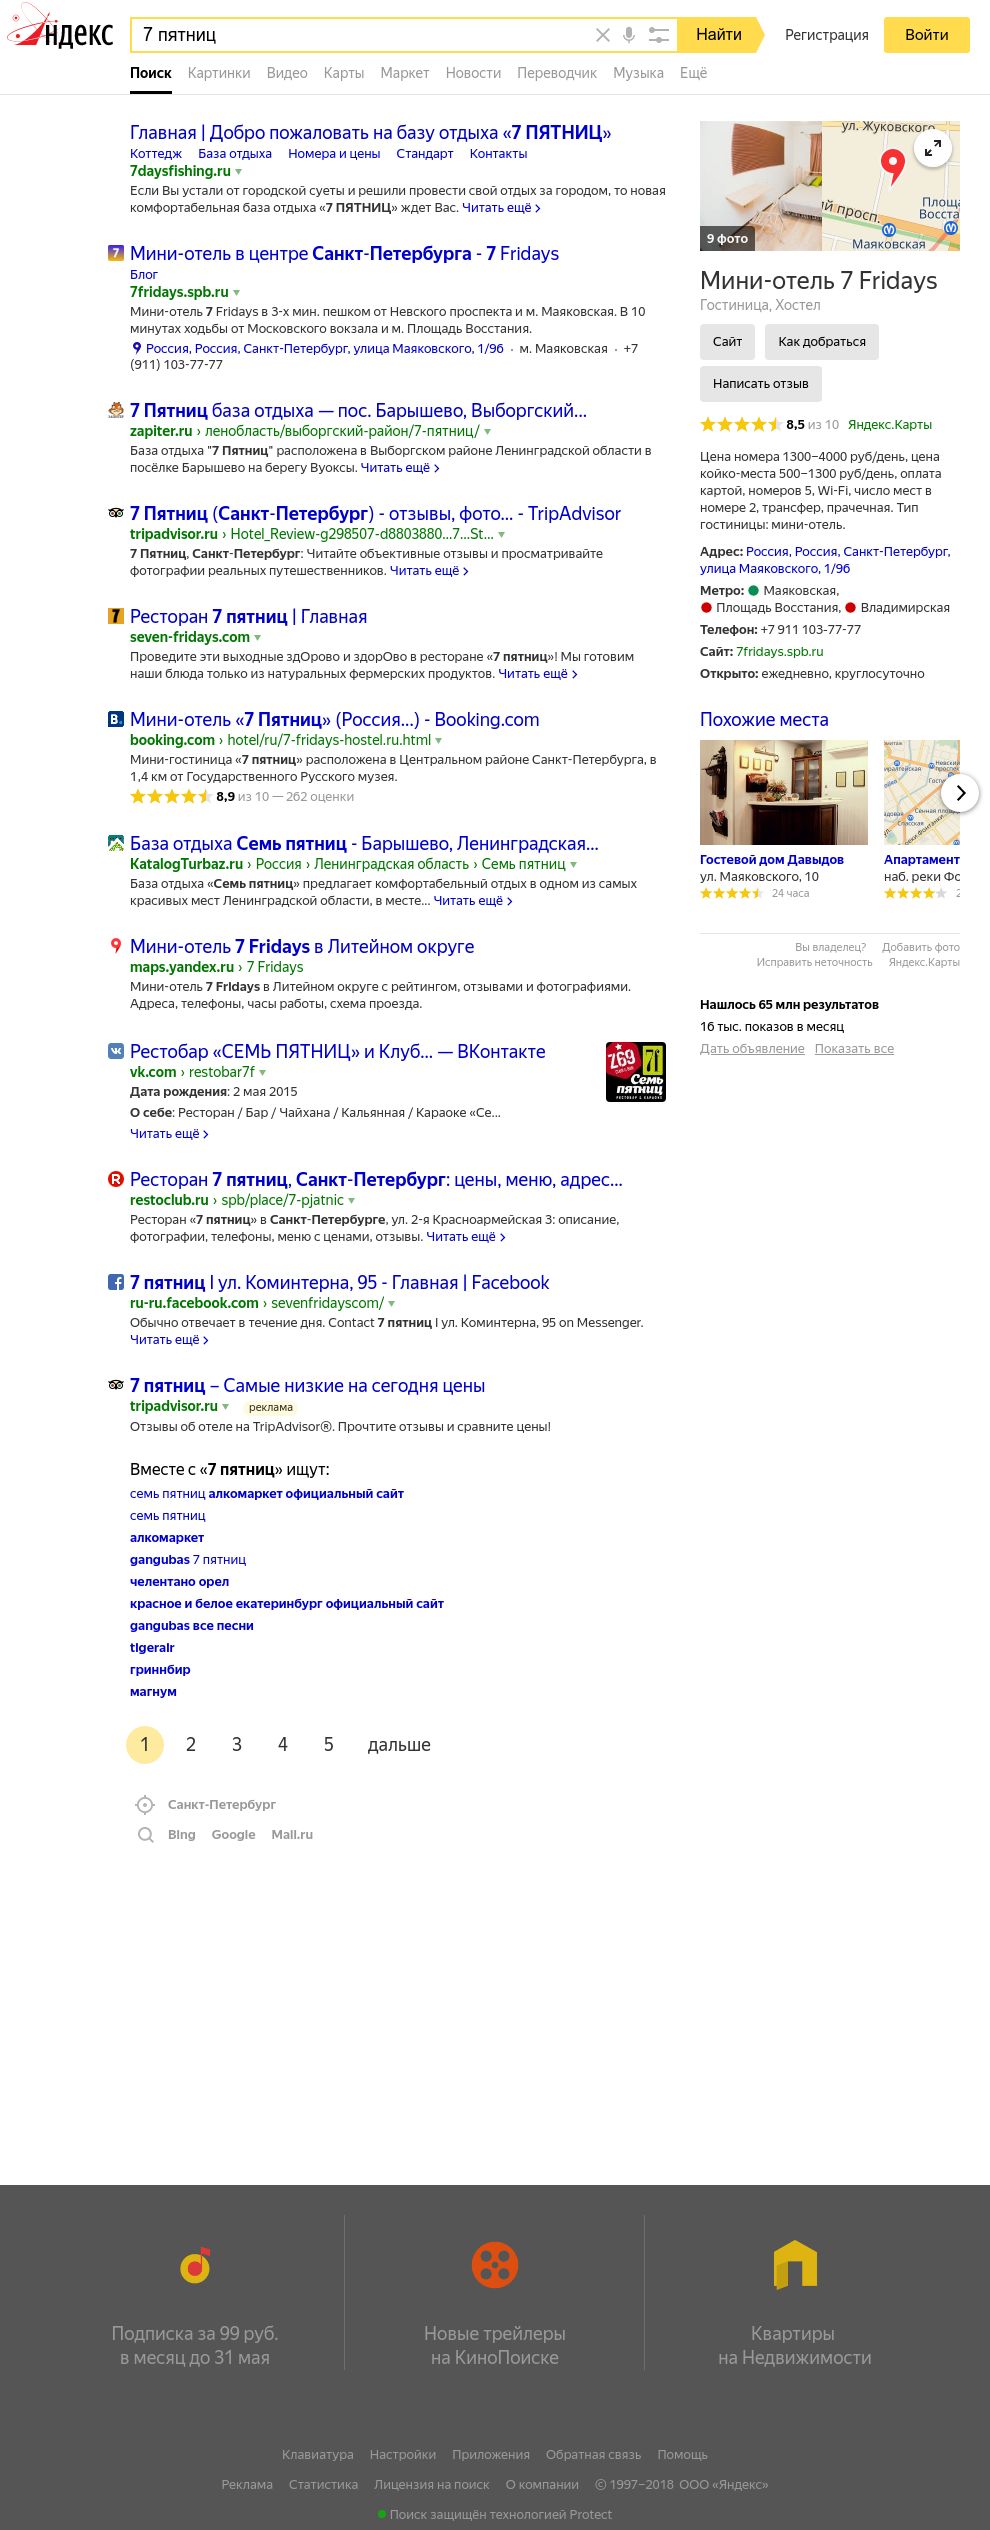 Яндекс
7 пятниц
Найти
Регистрация
Войти
Поиск Картинки Видео Карты Маркет Новости Переводчик Музыка Ещё
Главная | Добро пожаловать на базу отдыха «7 ПЯТНИЦ»
Коттедж База отдыха Номера и цены Стандарт Контакты
7daysfishing.ru
Если Вы устали от городской суеты и решили провести свой отдых за городом, то новая
комфортабельная база отдыха «7 ПЯТНИЦ» ждет Вас. Читать ещё >
Мини-отель в центре Санкт-Петербурга - 7 Fridays
Блог
7fridays.spb.ru
Мини-отель 7 Fridays в 3-х мин. пешком от Невского проспекта и м. Маяковская. В 10
минутах ходьбы от Московского вокзала и м. Площадь Восстания.
Россия, Россия, Санкт-Петербург, улица Маяковского, 1/96 · м. Маяковская · +7
(911) 103-77-77
7 Пятниц база отдыха — пос. Барышево, Выборгский...
zapiter.ru › ленобласть/выборгский-район/7-пятниц/
База отдыха "7 Пятниц" расположена в Выборгском районе Ленинградской области в
посёлке Барышево на берегу Вуоксы. Читать ещё >
7 Пятниц (Санкт-Петербург) - отзывы, фото... - TripAdvisor
tripadvisor.ru › Hotel_Review-g298507-d8803880...7...St...
7 Пятниц, Санкт-Петербург: Читайте объективные отзывы и просматривайте
фотографии реальных путешественников. Читать ещё >
Ресторан 7 пятниц | Главная
seven-fridays.com
Проведите эти выходные здОрово и здорОво в ресторане «7 пятниц»! Мы готовим
наши блюда только из натуральных фермерских продуктов. Читать ещё >
Мини-отель «7 Пятниц» (Россия...) - Booking.com
booking.com › hotel/ru/7-fridays-hostel.ru.html
Мини-гостиница «7 пятниц» расположена в Центральном районе Санкт-Петербурга, в
1,4 км от Государственного Русского музея.
8,9 из 10 — 262 оценки
База отдыха Семь пятниц - Барышево, Ленинградская...
KatalogTurbaz.ru › Россия › Ленинградская область › Семь пятниц
База отдыха «Семь пятниц» предлагает комфортабельный отдых в одном из самых
красивых мест Ленинградской области, в месте... Читать ещё >
Мини-отель 7 Fridays в Литейном округе
maps.yandex.ru › 7 Fridays
Мини-отель 7 Fridays в Литейном округе с рейтингом, отзывами и фотографиями.
Адреса, телефоны, часы работы, схема проезда.
Рестобар «СЕМЬ ПЯТНИЦ» и Клуб... — ВКонтакте
vk.com › restobar7f
Дата рождения: 2 мая 2015
О себе: Ресторан / Бар / Чайхана / Кальянная / Караоке «Се...
Читать ещё >
Z69
7f
Семь
пятниц
РЕСТОБАР & КАРАОКЕ
Ресторан 7 пятниц, Санкт-Петербург: цены, меню, адрес...
restoclub.ru › spb/place/7-pjatnic
Ресторан «7 пятниц» в Санкт-Петербурге, ул. 2-я Красноармейская 3: описание,
фотографии, телефоны, меню с ценами, отзывы. Читать ещё >
7 пятниц I ул. Коминтерна, 95 - Главная | Facebook
ru-ru.facebook.com › sevenfridayscom/
Обычно отвечает в течение дня. Contact 7 пятниц I ул. Коминтерна, 95 on Messenger.
Читать ещё >
7 пятниц – Самые низкие на сегодня цены
tripadvisor.ru реклама
Отзывы об отеле на TripAdvisor®. Прочтите отзывы и сравните цены!
Вместе с «7 пятниц» ищут:
семь пятниц алкомаркет официальный сайт
семь пятниц
алкомаркет
gangubas 7 пятниц
челентано орел
красное и белое екатеринбург официальный сайт
gangubas все песни
tigerair
гриннбир
магнум
1 2 3 4 5 дальше
Санкт-Петербург
Bing Google Mail.ru
ул. Жуковского
ий просп.
Площа
Восста
Маяковская
9 фото
Мини-отель 7 Fridays
Гостиница, Хостел
Сайт
Как добраться
Написать отзыв
8,5 из 10 Яндекс.Карты
Цена номера 1300–4000 руб/день, цена
койко-места 500–1300 руб/день, оплата
картой, номеров 5, Wi-Fi, число мест в
номере 2, трансфер, прачечная. Тип
гостиницы: мини-отель.
Адрес: Россия, Россия, Санкт-Петербург,
улица Маяковского, 1/96
Метро: Маяковская,
Площадь Восстания, Владимирская
Телефон: +7 911 103-77-77
Сайт: 7fridays.spb.ru
Открыто: ежедневно, круглосуточно
Похожие места
Гостевой дом Давыдов
ул. Маяковского, 10
24 часа
Апартамент
наб. реки Фо
Вы владелец? Добавить фото
Исправить неточность Яндекс.Карты
Нашлось 65 млн результатов
16 тыс. показов в месяц
Дать объявление Показать все
Подписка за 99 руб.
в месяц до 31 мая
Новые трейлеры
на КиноПоиске
Квартиры
на Недвижимости
Клавиатура Настройки Приложения Обратная связь Помощь
Реклама Статистика Лицензия на поиск О компании © 1997–2018 ООО «Яндекс»
Поиск защищён технологией Protect